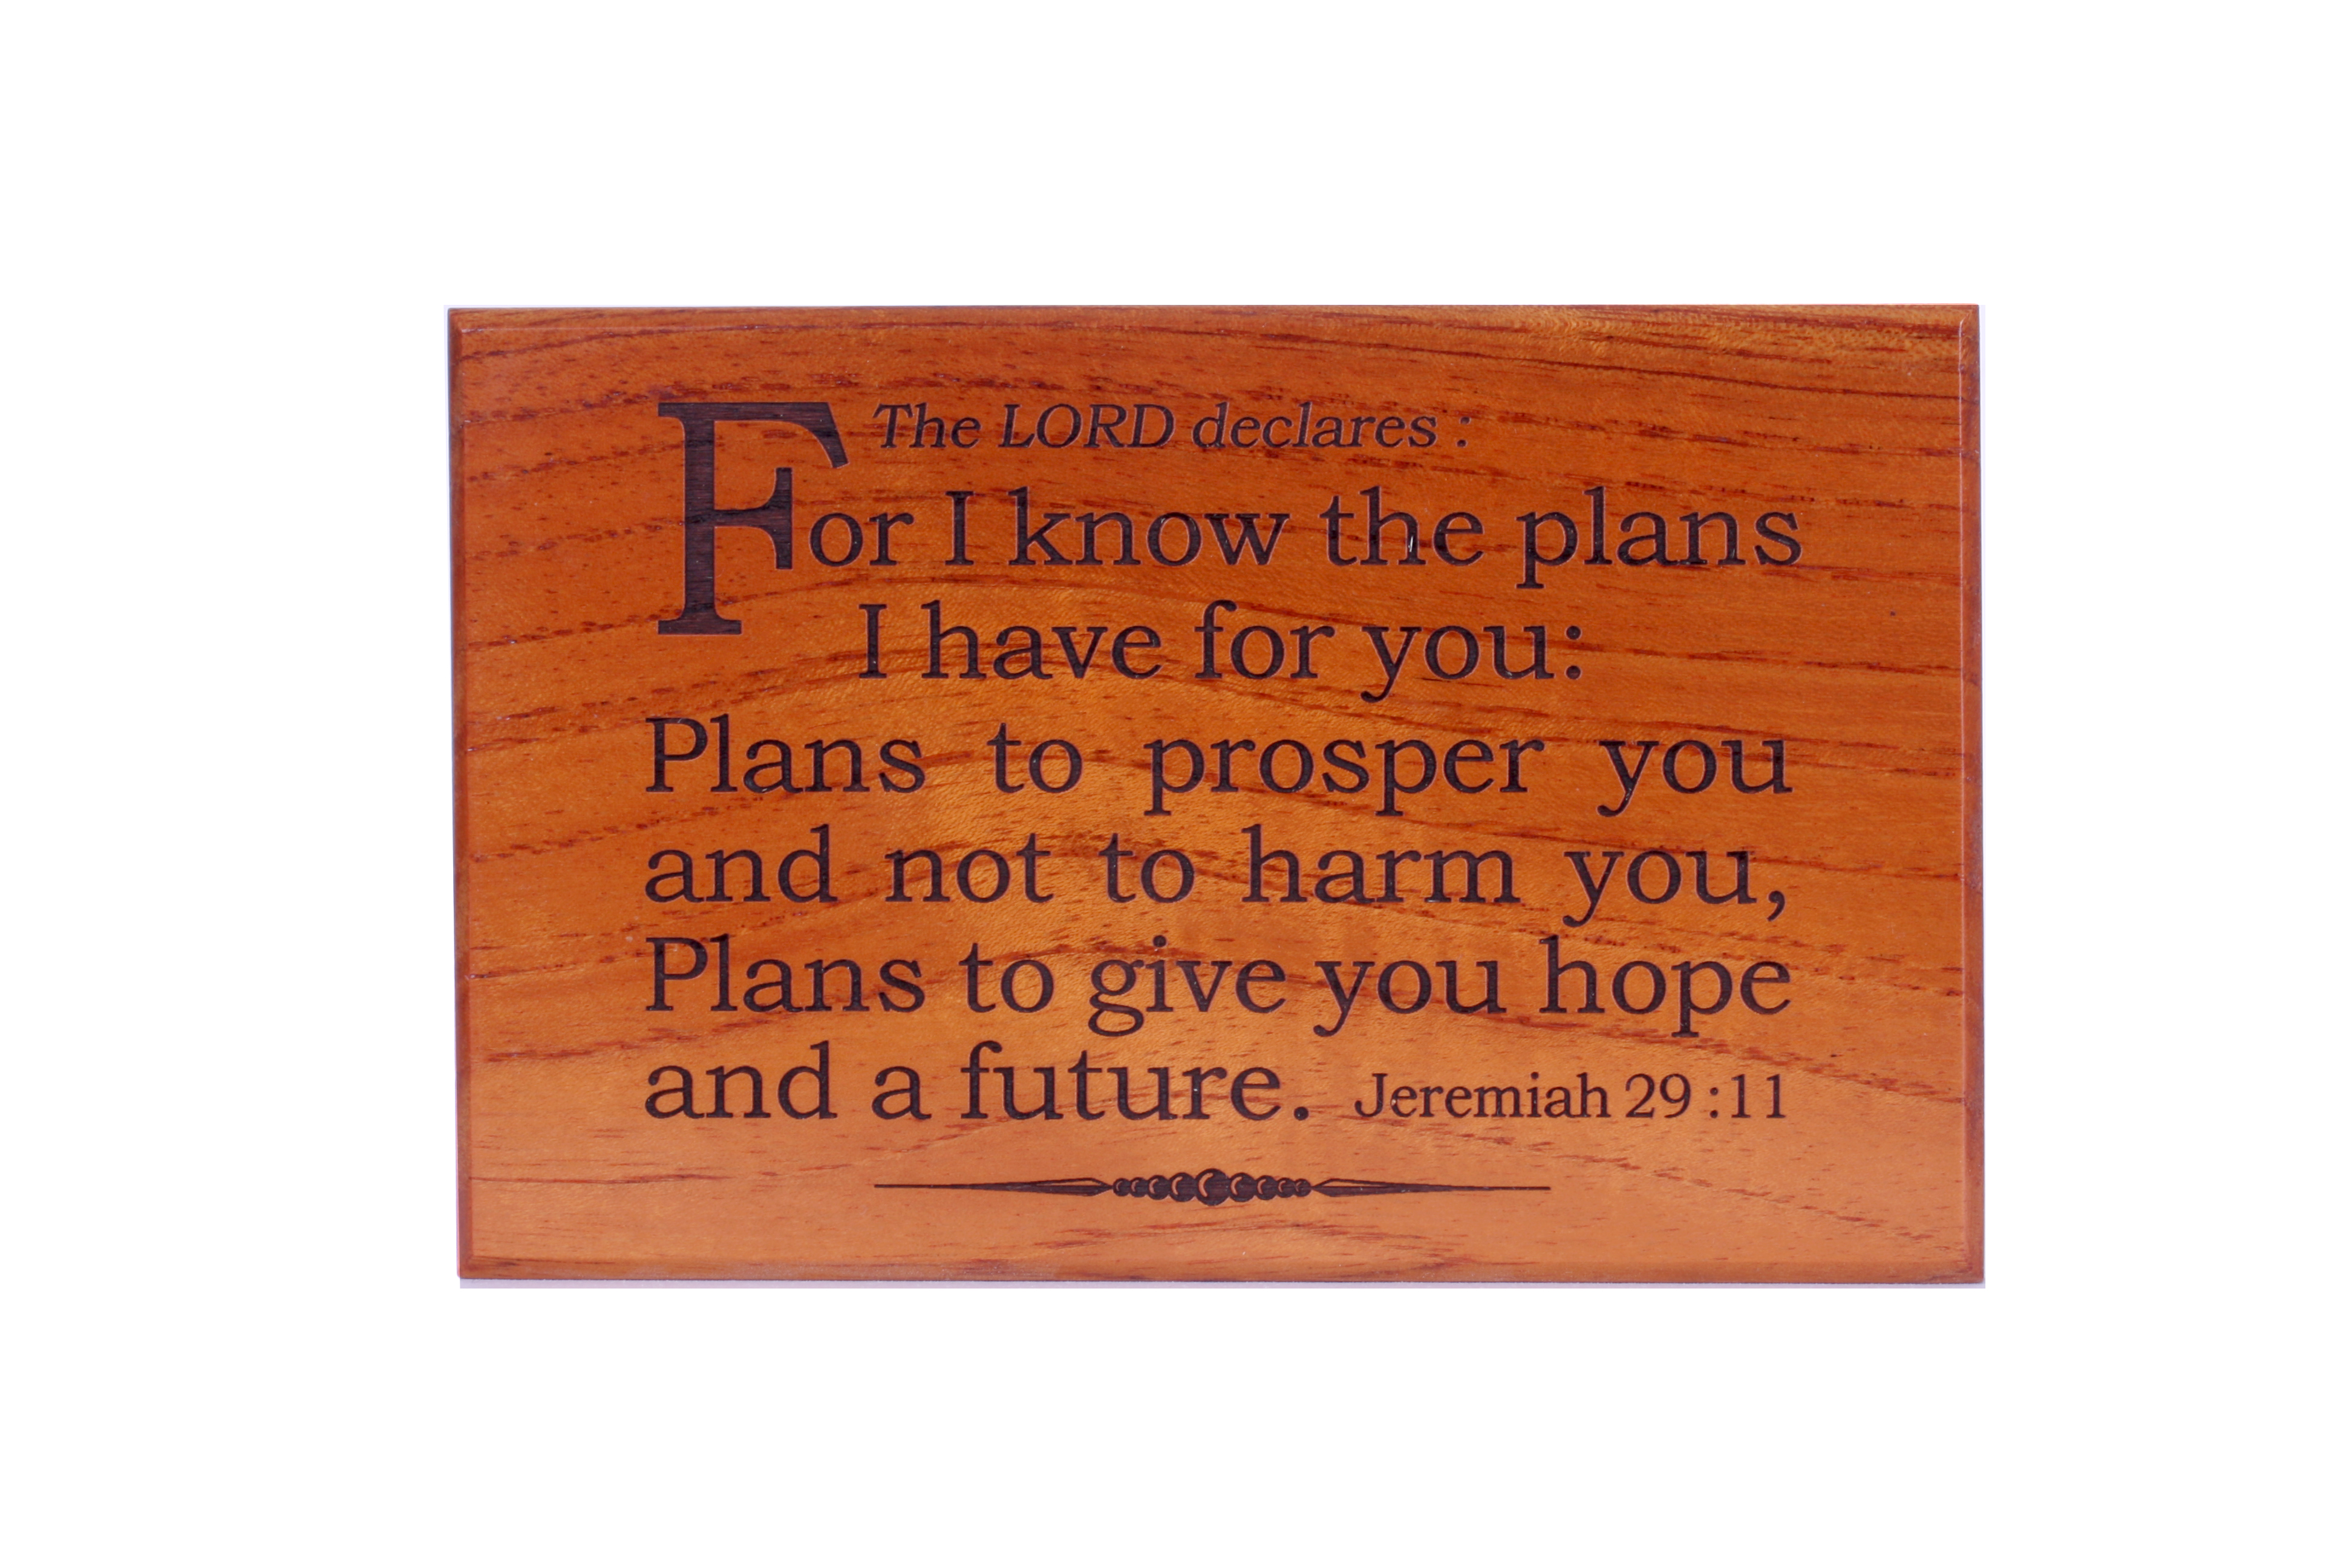 The LORD declares :
For I know the plans
I have for you:
Plans to prosper you
and not to harm you,
Plans to give you hope
and a future. Jeremiah 29 :11